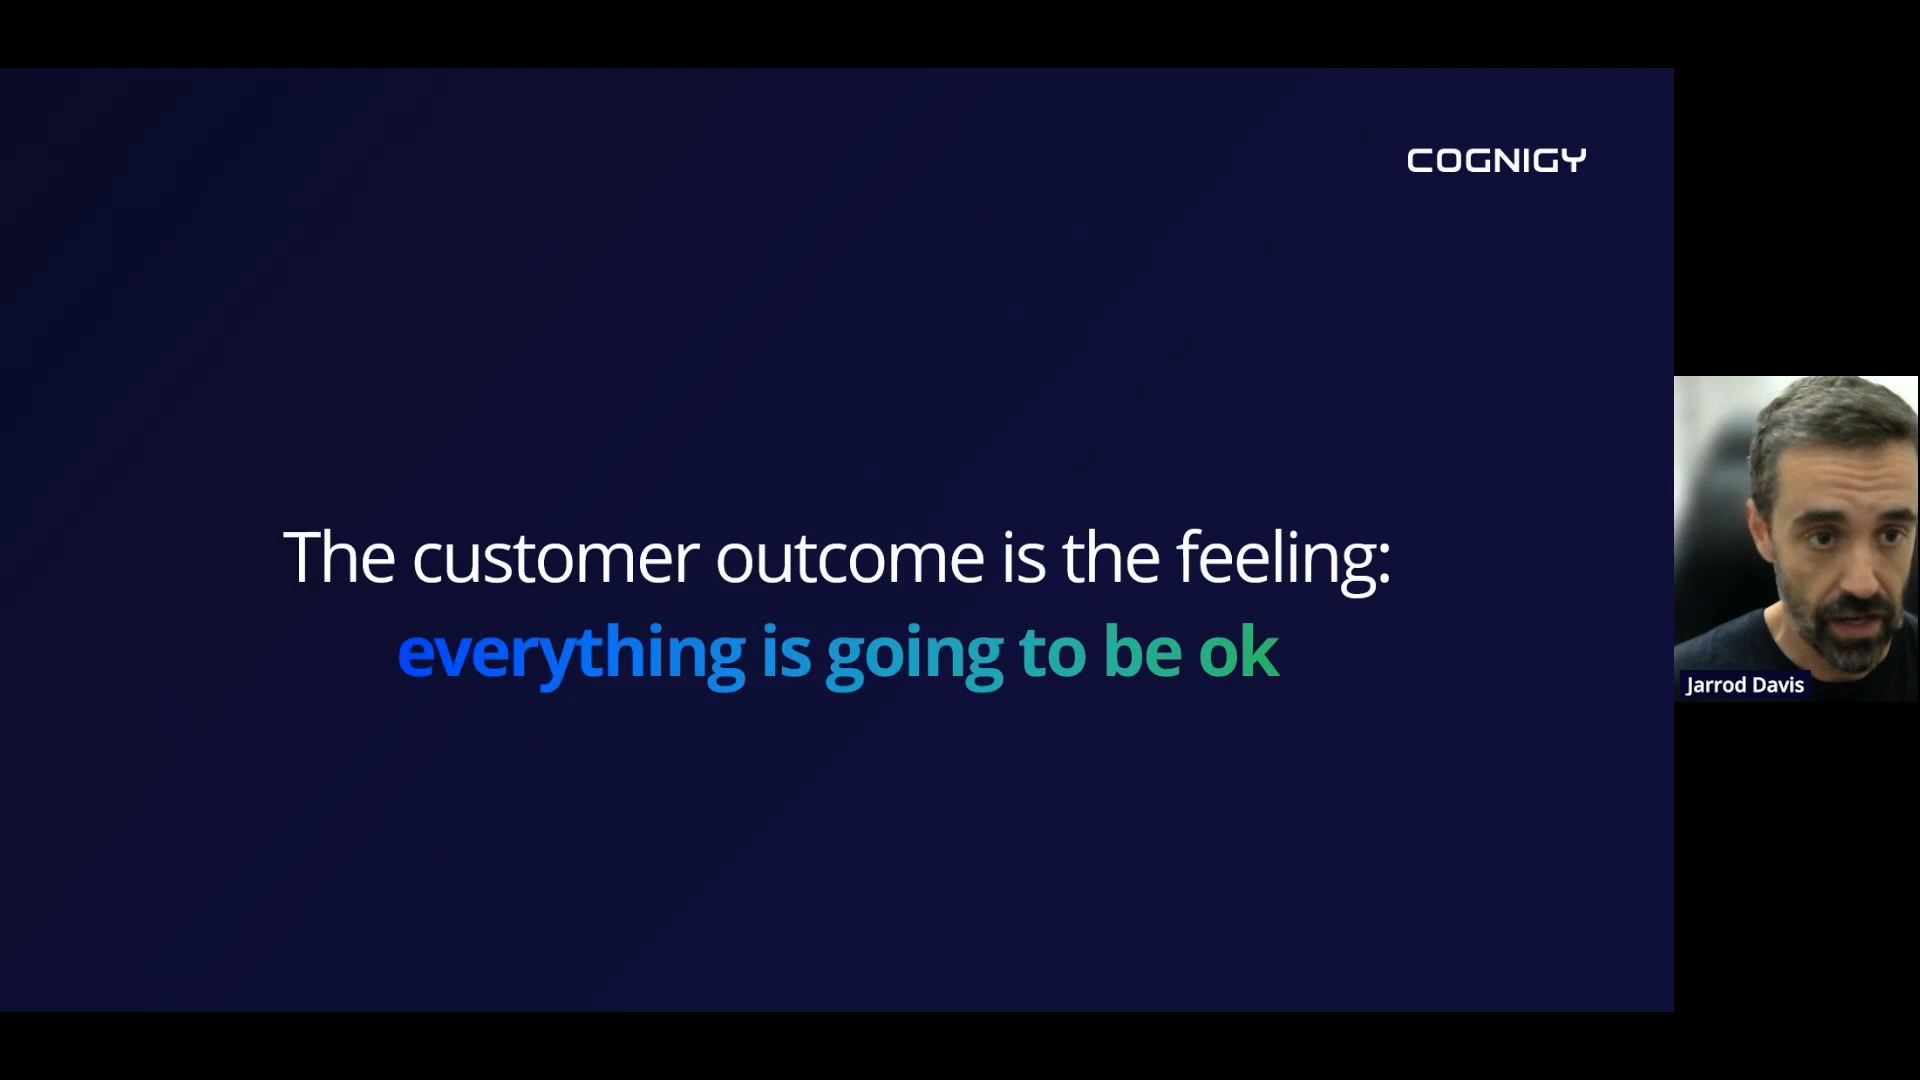 COGNIGY
The customer outcome is the feeling:
everything is going to be ok
Jarrod Davis